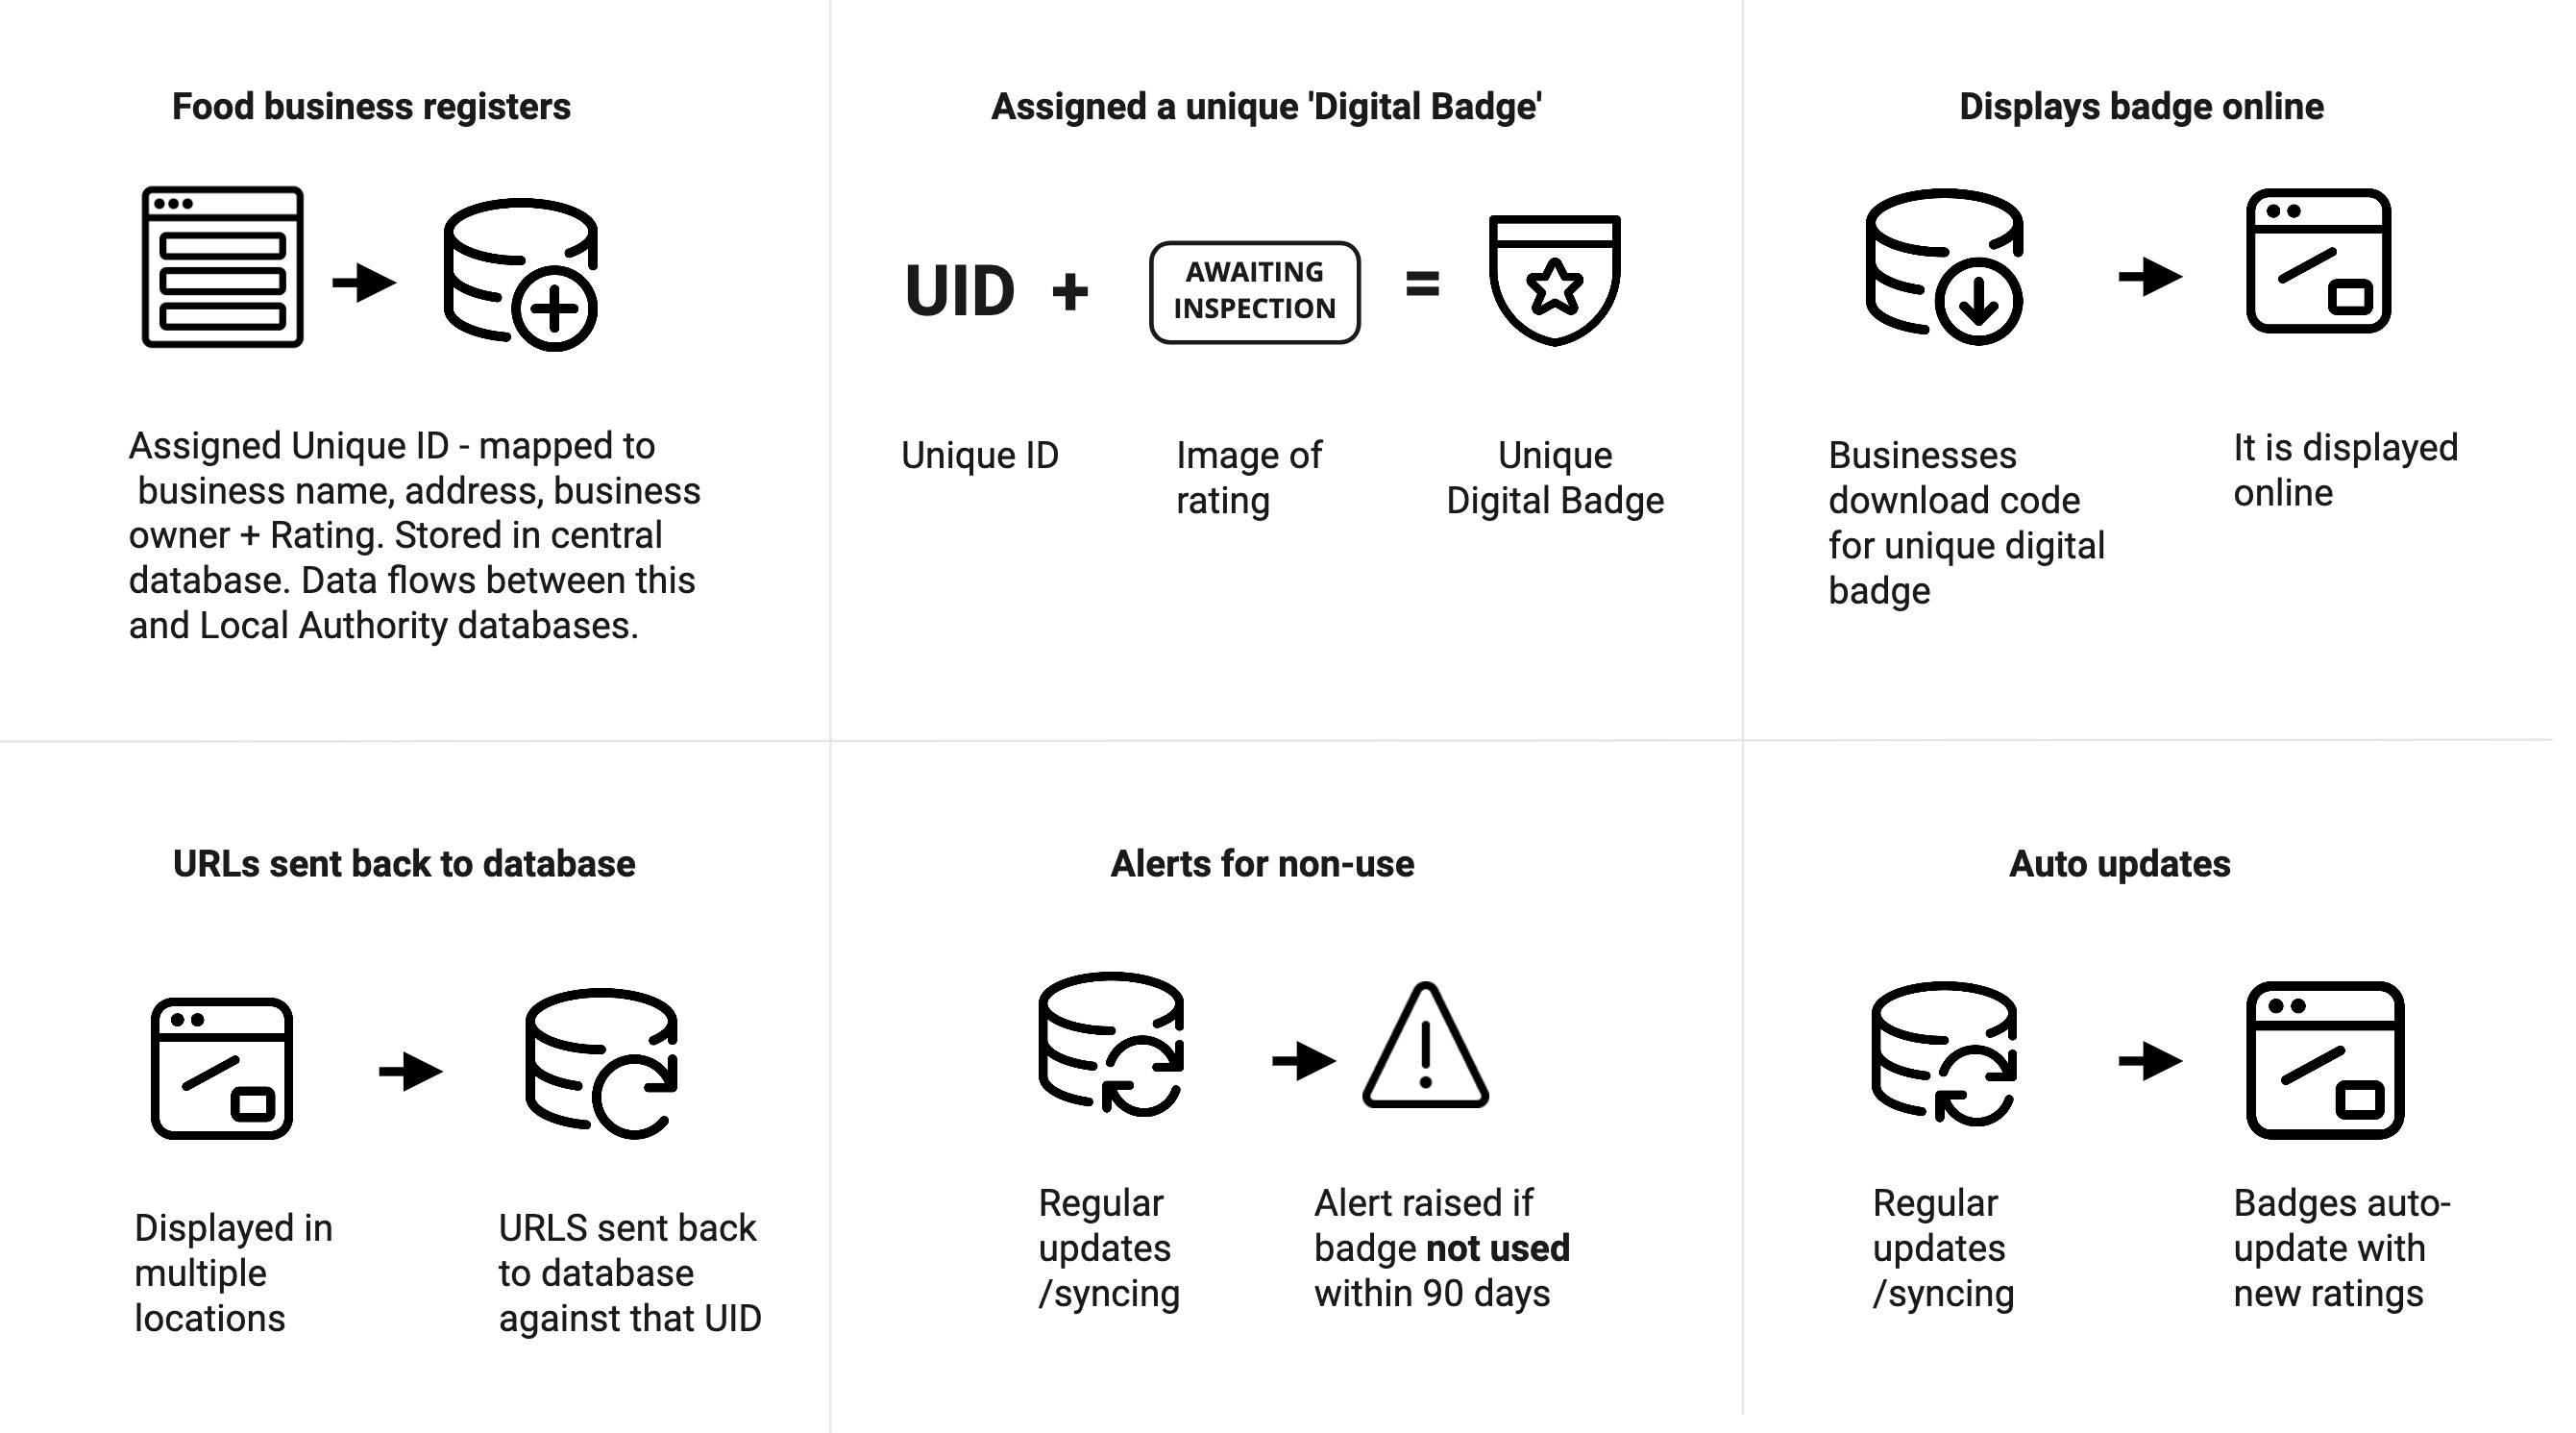 Food business registers
Assigned Unique ID - mapped to
business name, address, business
owner + Rating. Stored in central
database. Data flows between this
and Local Authority databases.
Assigned a unique 'Digital Badge'
UID + AWAITING
INSPECTION =
Unique ID
Image of
rating
Unique
Digital Badge
Displays badge online
Businesses
download code
for unique digital
badge
It is displayed
online
URLs sent back to database
Displayed in
multiple
locations
URLS sent back
to database
against that UID
Alerts for non-use
Regular
updates
/syncing
Alert raised if
badge not used
within 90 days
Auto updates
Regular
updates
/syncing
Badges auto-
update with
new ratings